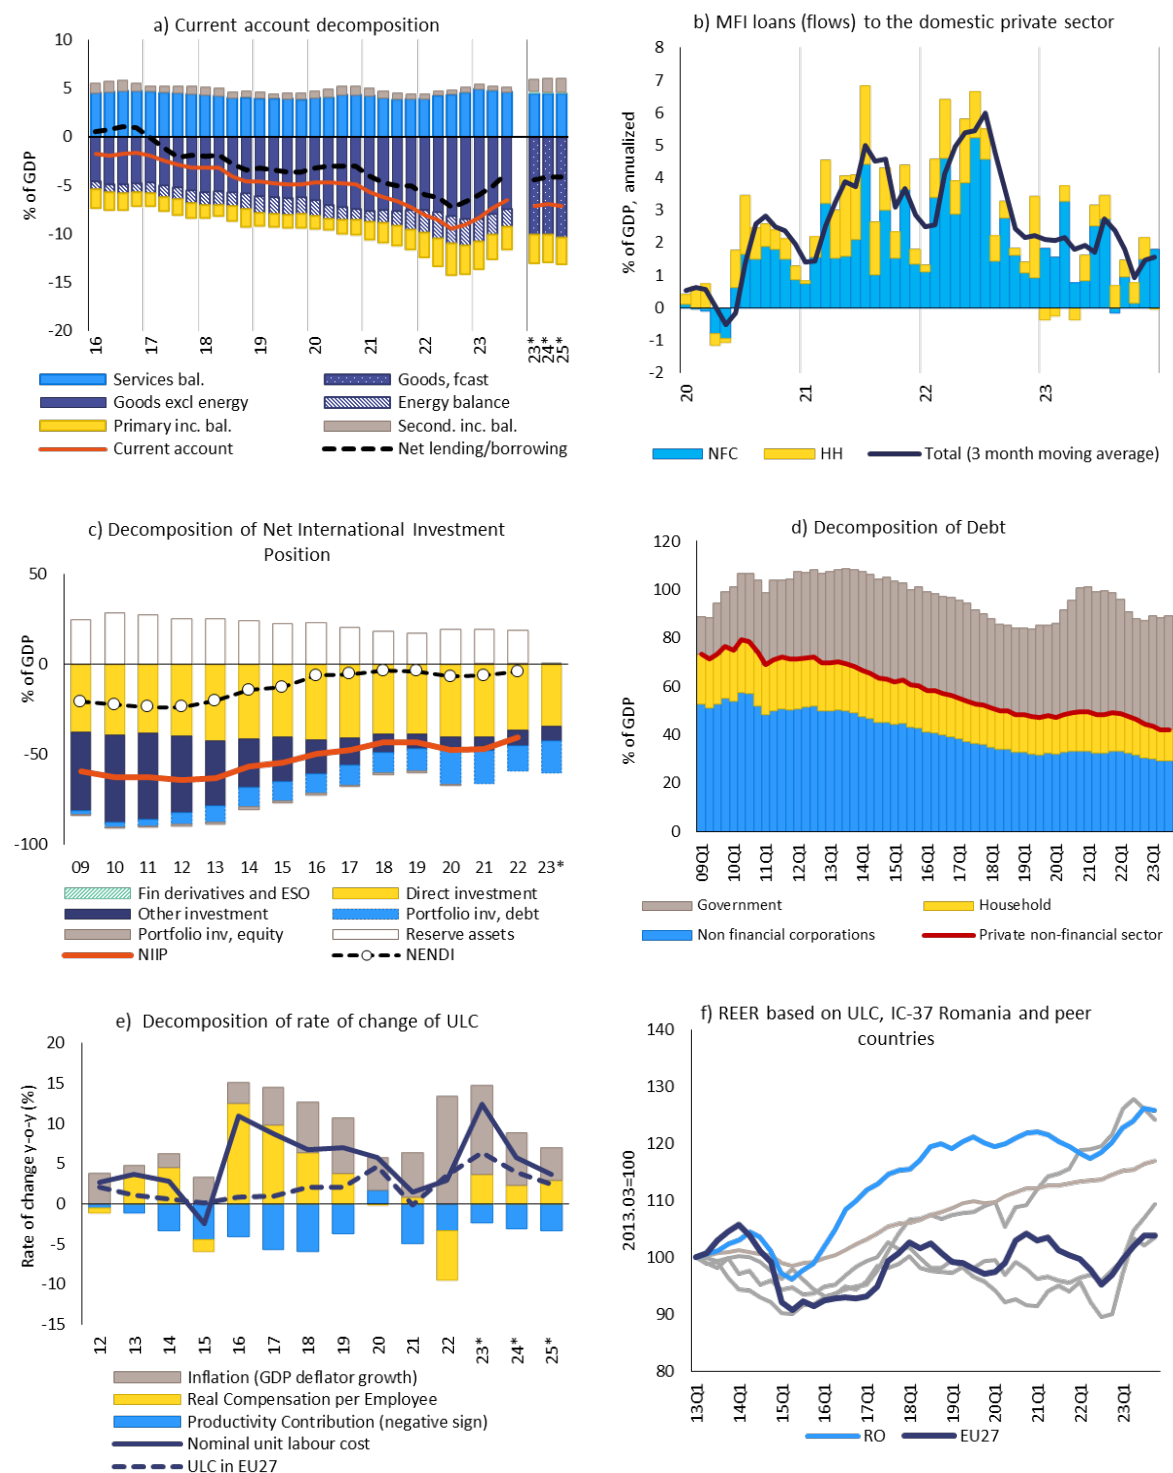 a) Current account decomposition
% of GDP
10
5
0
-5
-10
-15
-20
16
17
18
19
20
21
22
23
23*
24*
25*
Services bal.
Goods, fcast
Goods excl energy
Energy balance
Primary inc. bal.
Second. inc. bal.
Current account
Net lending/borrowing
b) MFI loans (flows) to the domestic private sector
% of GDP, annualized
8
7
6
5
4
3
2
1
0
-1
-2
20
21
22
23
NFC
HH
Total (3 month moving average)
c) Decomposition of Net International Investment
Position
% of GDP
50
0
-50
-100
09
10
11
12
13
14
15
16
17
18
19
20
21
22
23*
Fin derivatives and ESO
Direct investment
Other investment
Portfolio inv, debt
Portfolio inv, equity
Reserve assets
NIIP
NENDI
d) Decomposition of Debt
% of GDP
120
100
80
60
40
20
0
09Q1
10Q1
11Q1
12Q1
13Q1
14Q1
15Q1
16Q1
17Q1
18Q1
19Q1
20Q1
21Q1
22Q1
23Q1
Government
Household
Non financial corporations
Private non-financial sector
e) Decomposition of rate of change of ULC
Rate of change y-o-y (%)
20
15
10
5
0
-5
-10
-15
12
13
14
15
16
17
18
19
20
21
22
23*
24*
25*
Inflation (GDP deflator growth)
Real Compensation per Employee
Productivity Contribution (negative sign)
Nominal unit labour cost
ULC in EU27
f) REER based on ULC, IC-37 Romania and peer
countries
2013.03=100
140
130
120
110
100
90
80
13Q1
14Q1
15Q1
16Q1
17Q1
18Q1
19Q1
20Q1
21Q1
22Q1
23Q1
RO
EU27